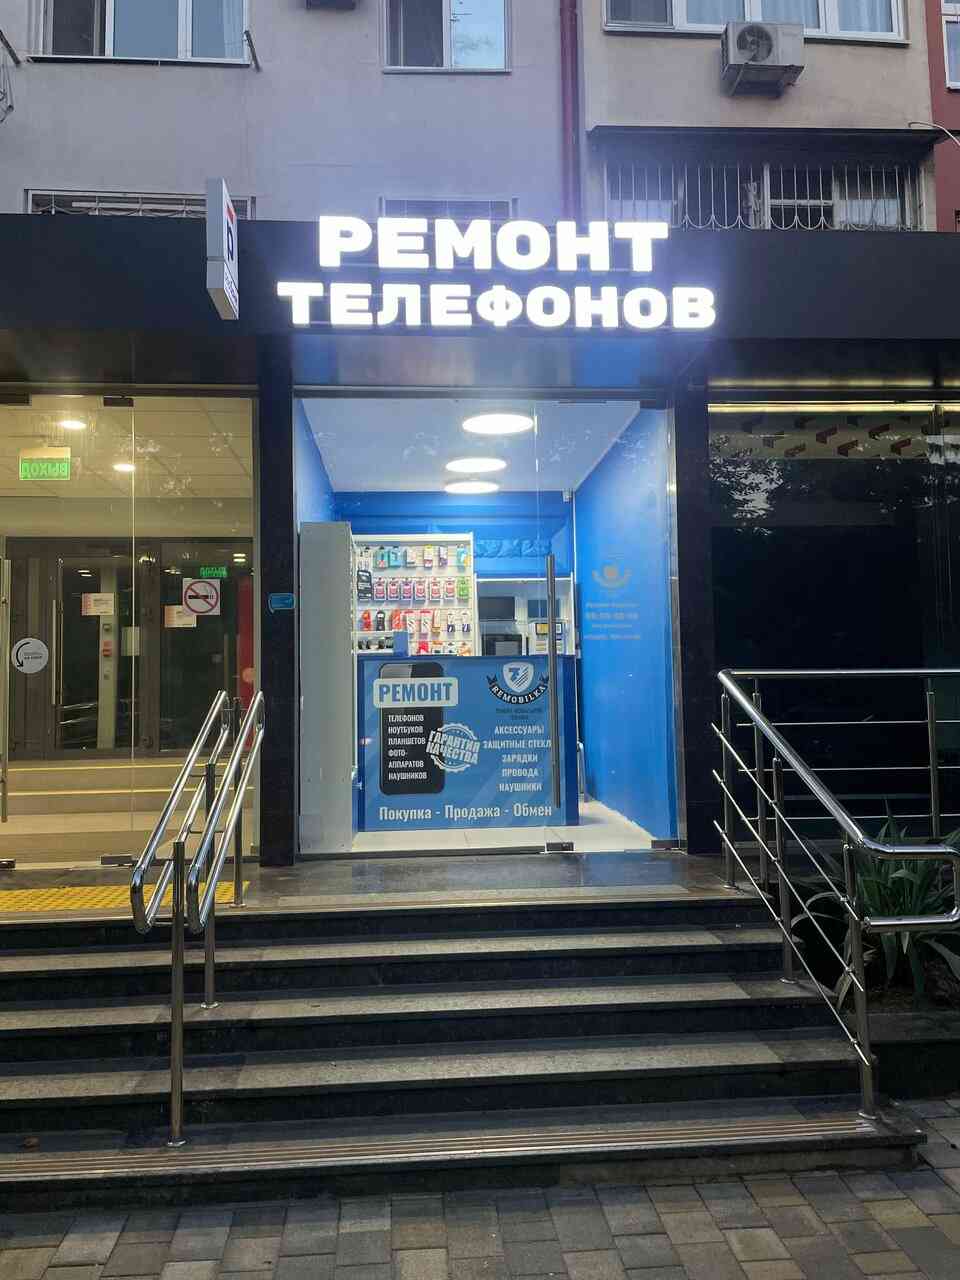 РЕМОНТ
ТЕЛЕФОНОВ
ВЫХОД
РЕМОНТ
ТЕЛЕФОНОВ
НОУТБУКОВ
ПЛАНШЕТОВ
ФОТО-
АППАРАТОВ
НАУШНИКОВ
ГАРАНТИЯ
КАЧЕСТВА
REMOBILKA
АКСЕССУАРЫ
ЗАЩИТНЫЕ СТЕКЛ
ЗАРЯДКИ
ПРОВОДА
НАУШНИКИ
Покупка - Продажа - Обмен